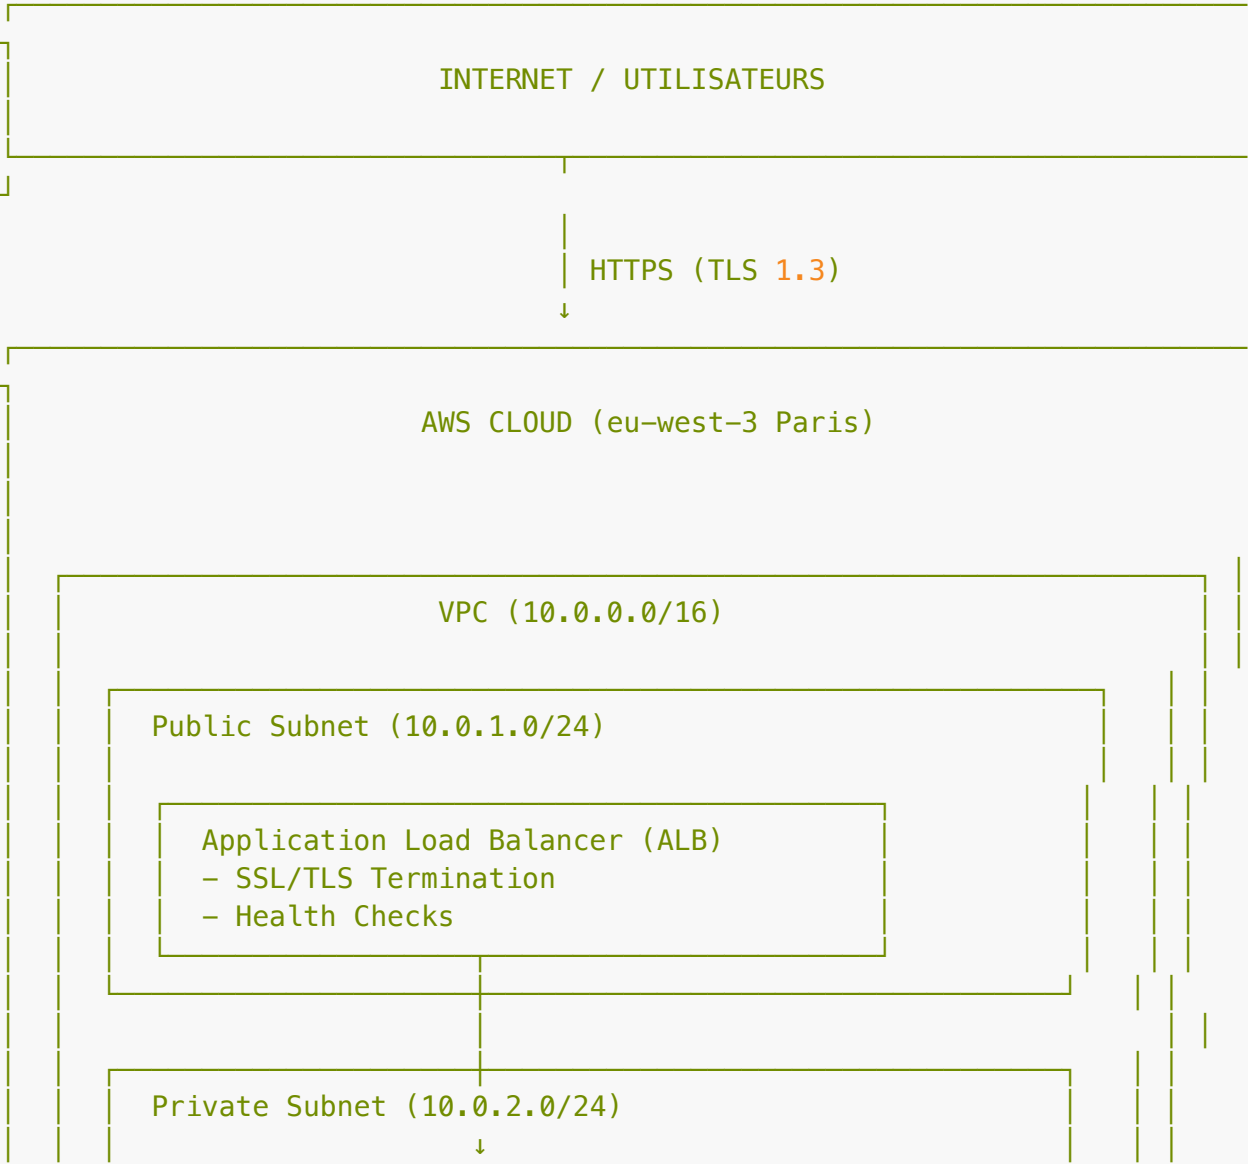 INTERNET / UTILISATEURS
HTTPS (TLS 1.3)
↓
AWS CLOUD (eu-west-3 Paris)
VPC (10.0.0.0/16)
Public Subnet (10.0.1.0/24)
Application Load Balancer (ALB)
- SSL/TLS Termination
- Health Checks
Private Subnet (10.0.2.0/24)
↓